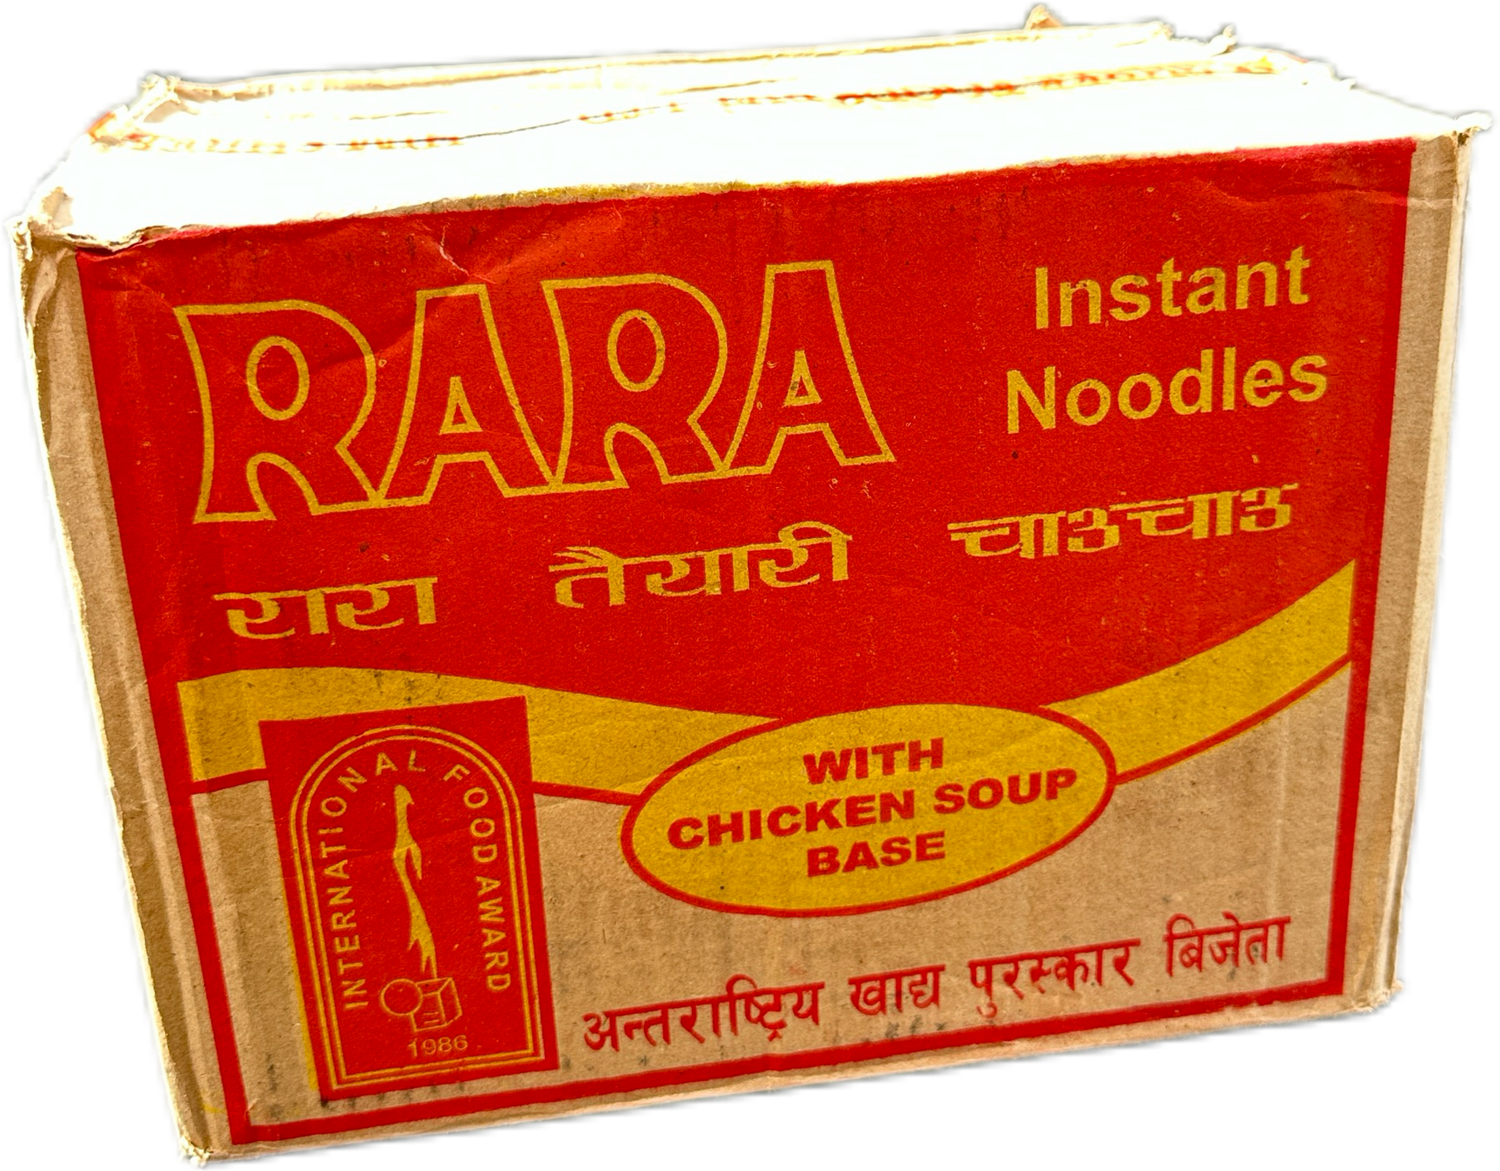 RARA
Instant
Noodles
रारा तैयारी चाउचाउ
WITH
CHICKEN SOUP
BASE
INTERNATIONAL FOOD AWARD
1986
अन्तराष्ट्रिय खाद्य पुरस्कार बिजेता